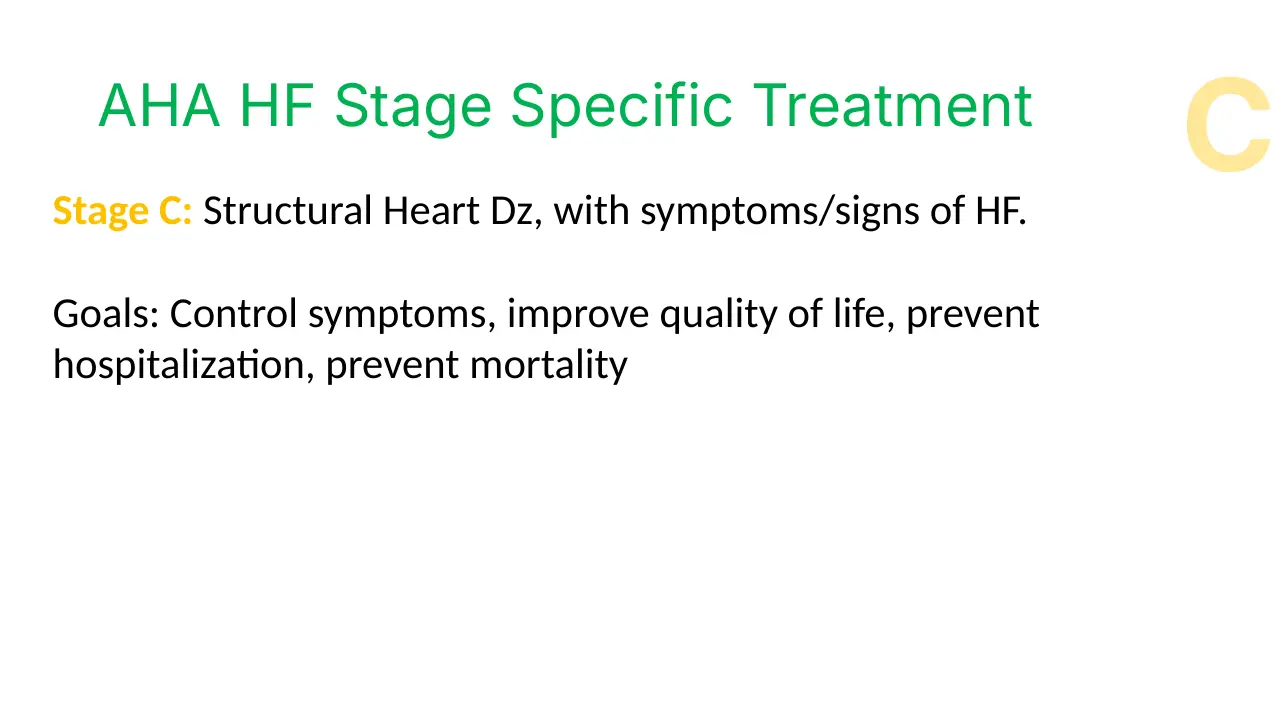 AHA HF Stage Specific Treatment
C
Stage C: Structural Heart Dz, with symptoms/signs of HF.
Goals: Control symptoms, improve quality of life, prevent
hospitalization, prevent mortality